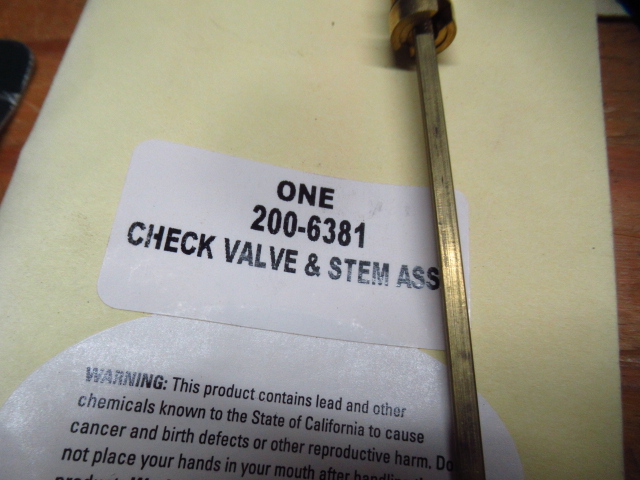 ONE
200-6381
CHECK VALVE & STEM ASS
WARNING: This product contains lead and other
chemicals known to the State of California to cause
cancer and birth defects or other reproductive harm. Do
not place your hands in your mouth after handling